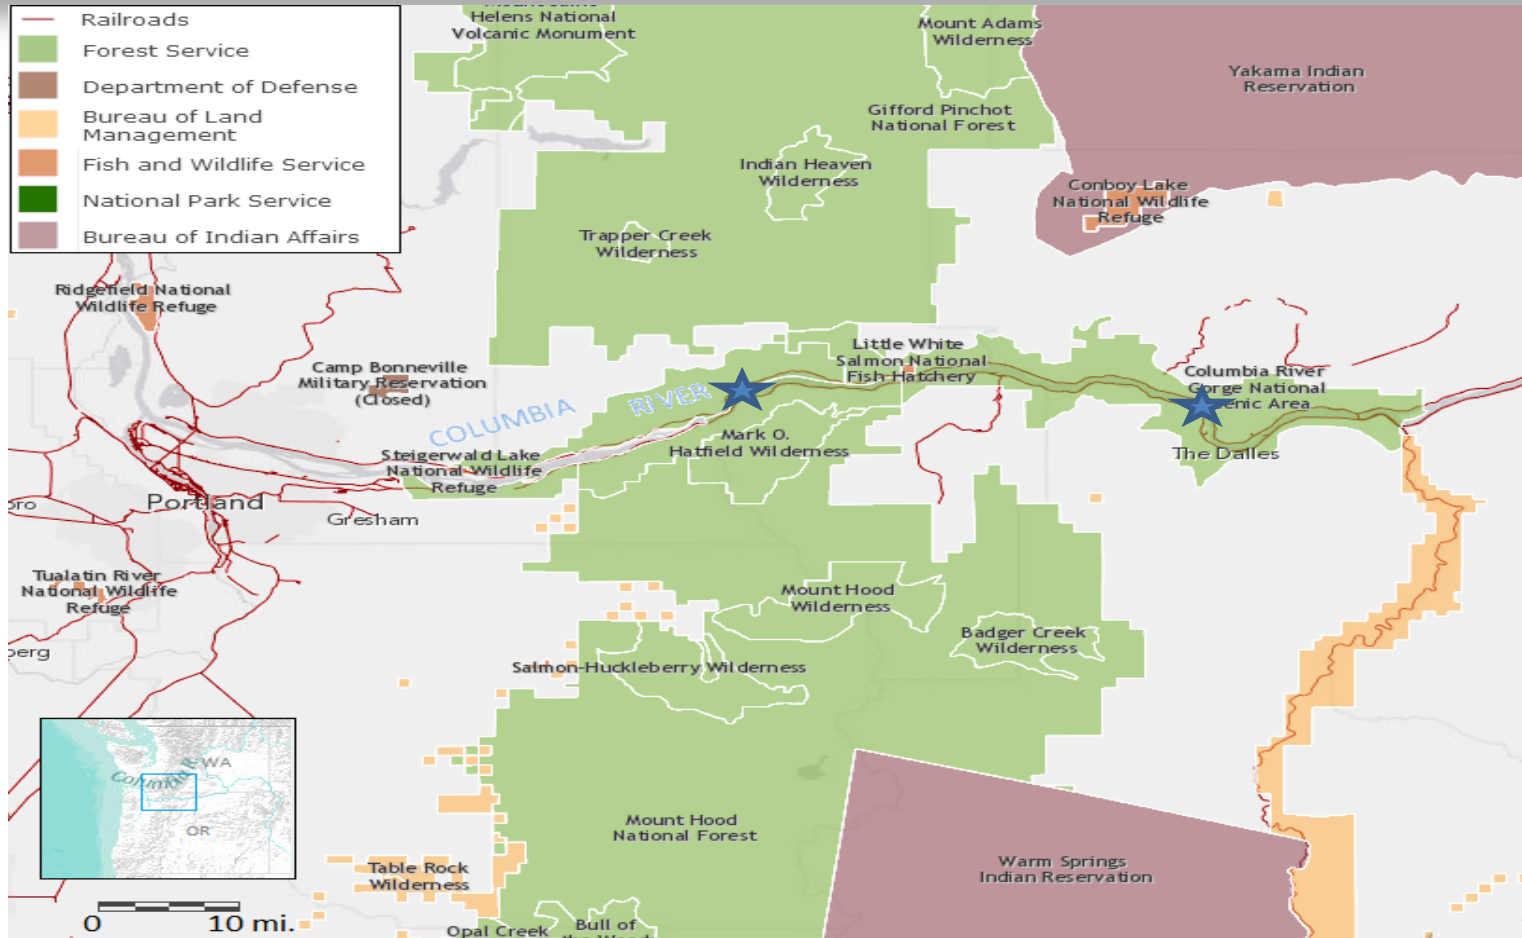 Railroads
Forest Service
Department of Defense
Bureau of Land
Management
Fish and Wildlife Service
National Park Service
Bureau of Indian Affairs
Helens National
Volcanic Monument
Mount Adams
Wilderness
Yakama Indian
Reservation
Gifford Pinchot
National Forest
Indian Heaven
Wilderness
Conboy Lake
National Wildlife
Refuge
Trapper Creek
Wilderness
Ridgefield National
Wildlife Refuge
Camp Bonneville
Military Reservation
(Closed)
Little White
Salmon National
Fish Hatchery
Columbia River
Gorge National
Scenic Area
COLUMBIA RIVER
Mark O.
Hatfield Wilderness
The Dalles
Steigerwald Lake
National Wildlife
Refuge
Portland
oro
Gresham
Tualatin River
National Wildlife
Refuge
Mount Hood
Wilderness
Badger Creek
Wilderness
berg
Salmon-Huckleberry Wilderness
Columbia R
WA
OR
Mount Hood
National Forest
Table Rock
Wilderness
Warm Springs
Indian Reservation
0 10 mi.
Opal Creek
Bull of